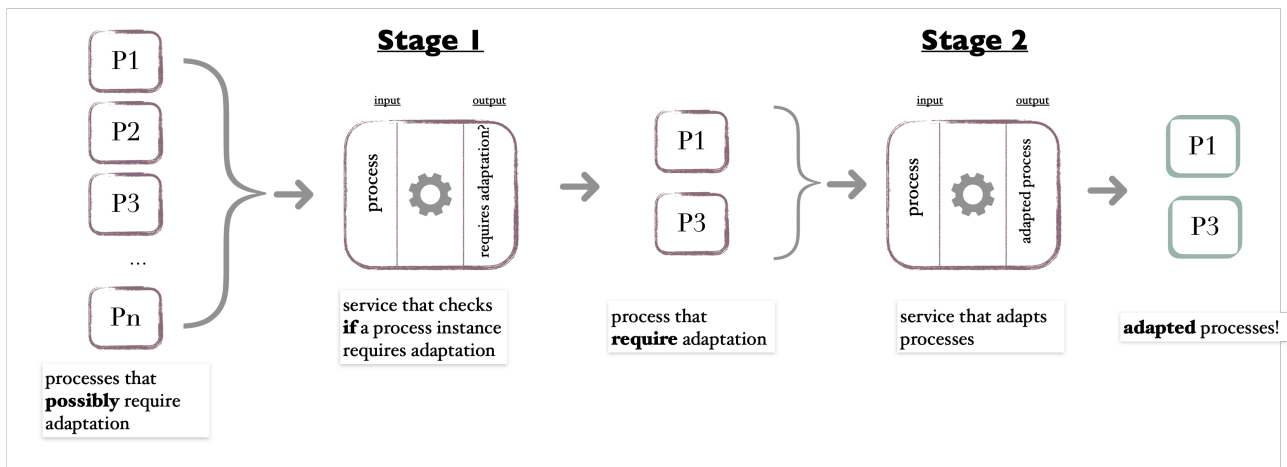 P1
P2
P3
...
Pn
processes that
possibly require
adaptation
Stage 1
input
output
process
requires adaptation?
service that checks
if a process instance
requires adaptation
P1
P3
process that
require adaptation
Stage 2
input
output
process
adapted process
service that adapts
processes
P1
P3
adapted processes!